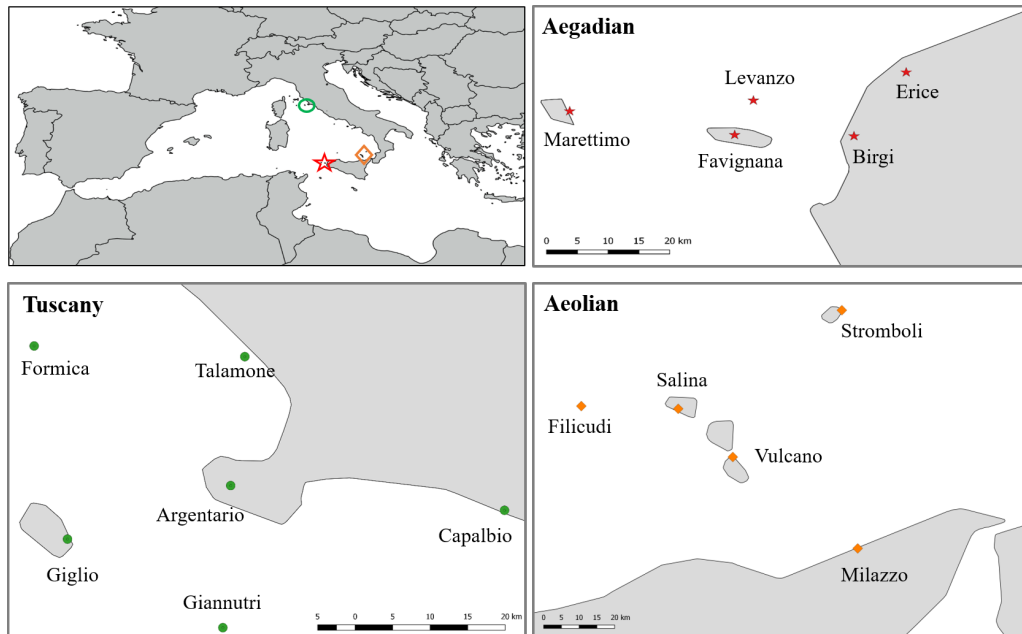 Aegadian
Levanzo
Erice
Marettimo
Favignana
Birgi
0 5 10 15 20 km
Tuscany
Formica
Talamone
Argentario
Capalbio
Giglio
Giannutri
5 0 5 10 15 20 km
Aeolian
Stromboli
Salina
Filicudi
Vulcano
Milazzo
0 5 10 15 20 km